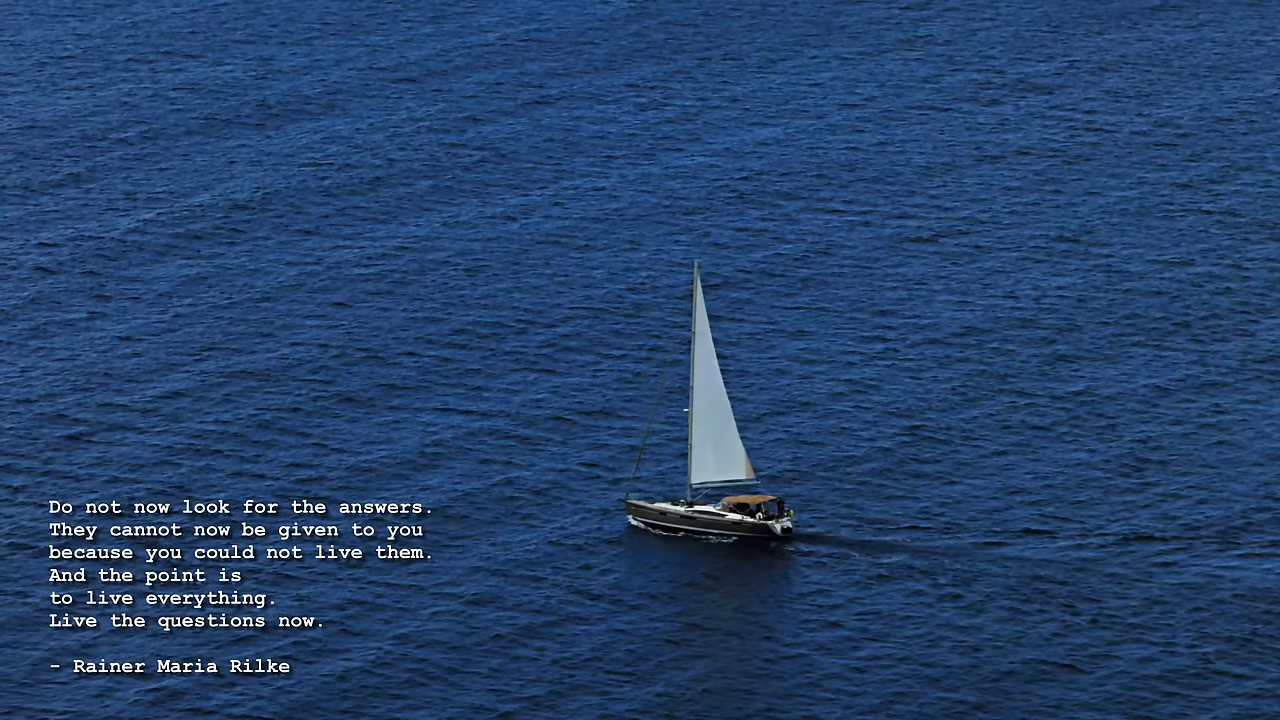 Do not now look for the answers.
They cannot now be given to you
because you could not live them.
And the point is
to live everything.
Live the questions now.
- Rainer Maria Rilke